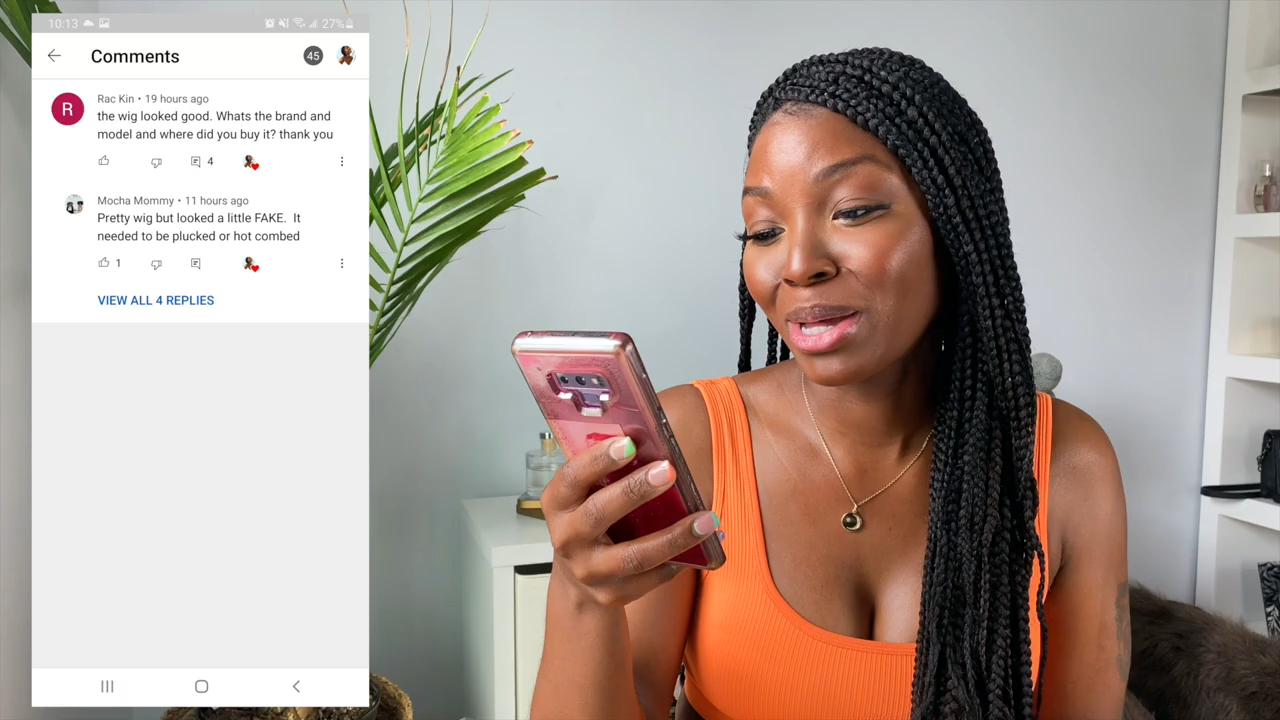 10:13
27%
Comments
45
R
Rac Kin • 19 hours ago
the wig looked good. Whats the brand and
model and where did you buy it? thank you
4
Mocha Mommy • 11 hours ago
Pretty wig but looked a little FAKE. It
needed to be plucked or hot combed
1
VIEW ALL 4 REPLIES